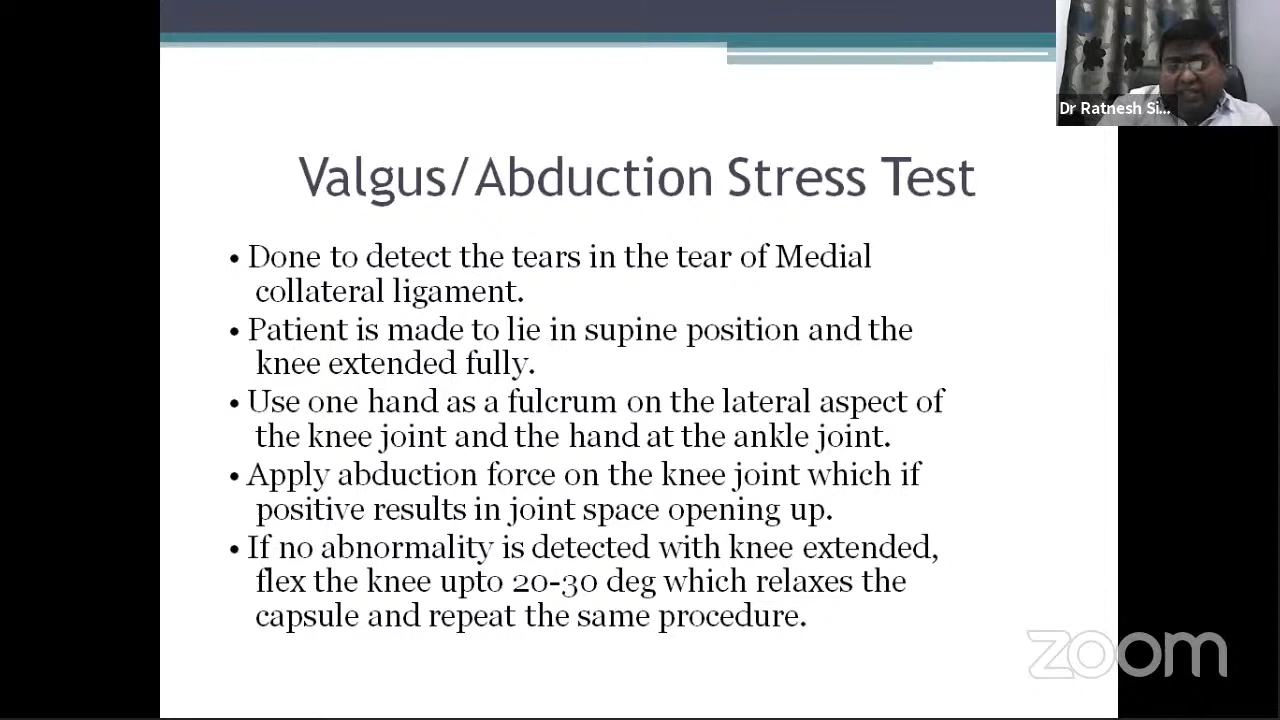 Dr Ratnesh Si...
Valgus/Abduction Stress Test
• Done to detect the tears in the tear of Medial
collateral ligament.
• Patient is made to lie in supine position and the
knee extended fully.
• Use one hand as a fulcrum on the lateral aspect of
the knee joint and the hand at the ankle joint.
• Apply abduction force on the knee joint which if
positive results in joint space opening up.
• If no abnormality is detected with knee extended,
flex the knee upto 20-30 deg which relaxes the
capsule and repeat the same procedure.
zoom